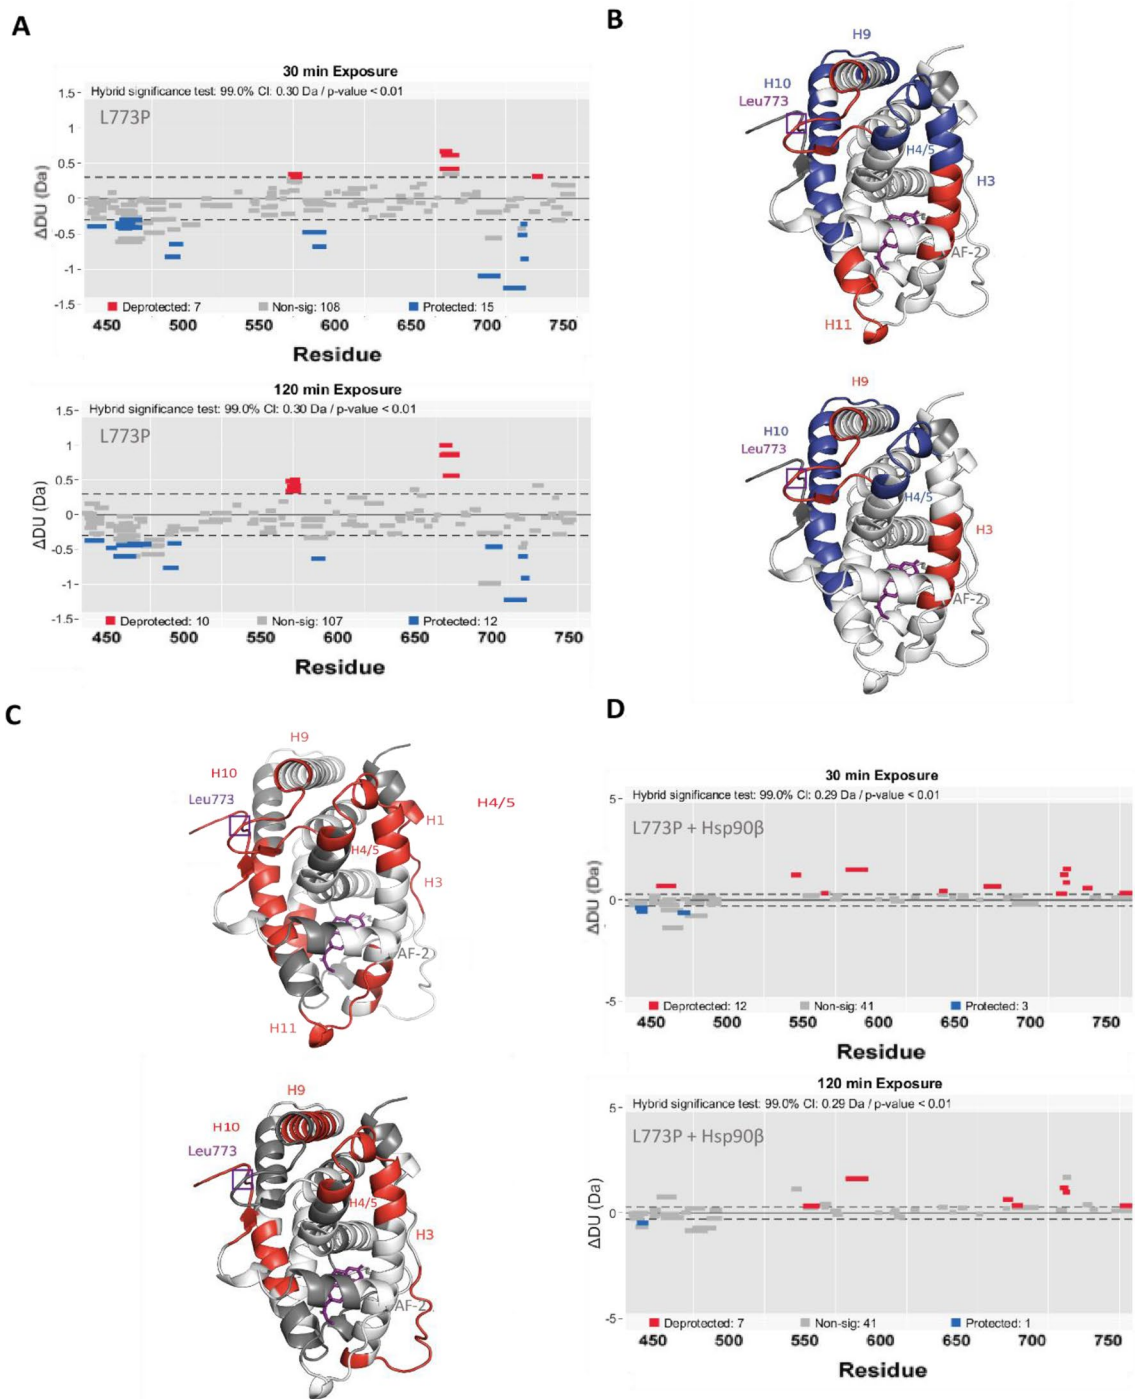 A
30 min Exposure
Hybrid significance test: 99.0% CI: 0.30 Da / p-value < 0.01
L773P
1.5
1
0.5
0
-0.5
-1
-1.5
ΔDU (Da)
Deprotected: 7 Non-sig: 108 Protected: 15
450 500 550 600 650 700 750
Residue
120 min Exposure
Hybrid significance test: 99.0% CI: 0.30 Da / p-value < 0.01
L773P
1.5
1
0.5
0
-0.5
-1
-1.5
ΔDU (Da)
Deprotected: 10 Non-sig: 107 Protected: 12
450 500 550 600 650 700 750
Residue
B
H9
H10
Leu773
H4/5
H3
AF-2
H11
H9
H10
Leu773
H4/5
H3
AF-2
C
H9
H10
Leu773
H4/5
H1
H4/5
H3
AF-2
H11
H9
H10
Leu773
H4/5
H3
AF-2
D
30 min Exposure
Hybrid significance test: 99.0% CI: 0.29 Da / p-value < 0.01
L773P + Hsp90β
5
0
-5
ΔDU (Da)
Deprotected: 12 Non-sig: 41 Protected: 3
450 500 550 600 650 700 750
Residue
120 min Exposure
Hybrid significance test: 99.0% CI: 0.29 Da / p-value < 0.01
L773P + Hsp90β
5
0
-5
ΔDU (Da)
Deprotected: 7 Non-sig: 41 Protected: 1
450 500 550 600 650 700 750
Residue